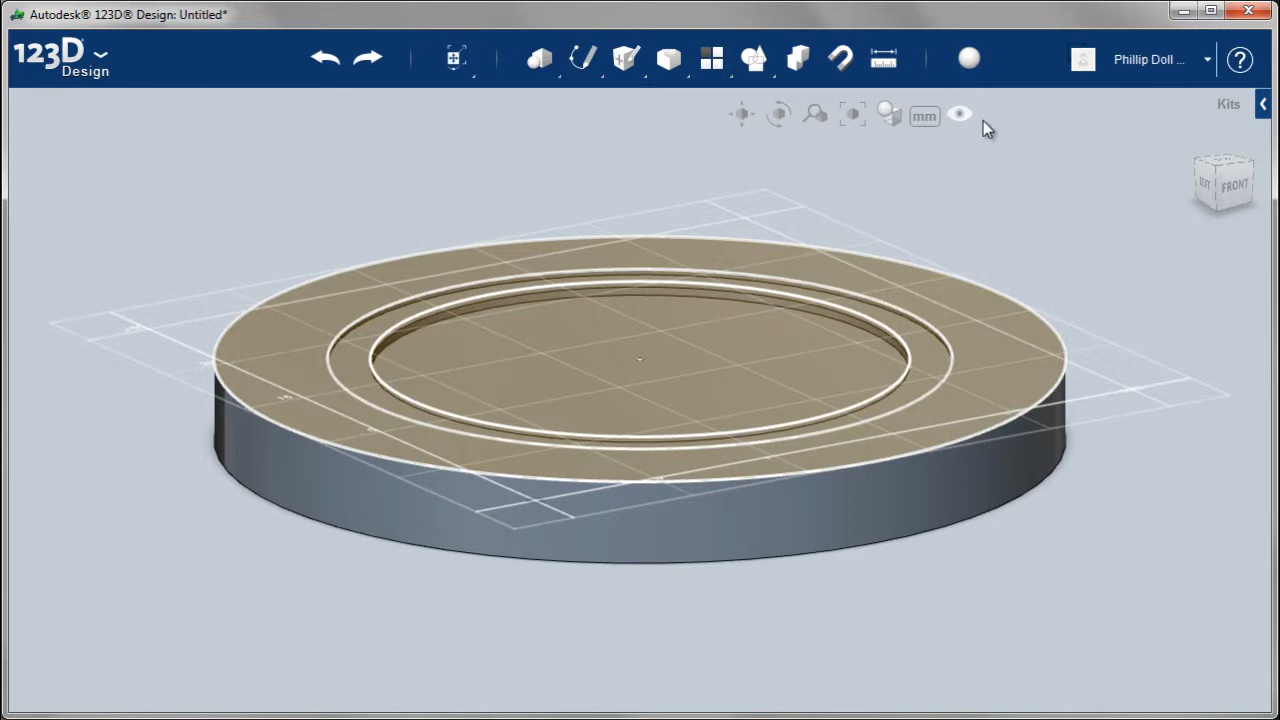 Autodesk® 123D® Design: Untitled*
123D
Design
Phillip Doll ...
?
mm
Kits
LEFT
FRONT